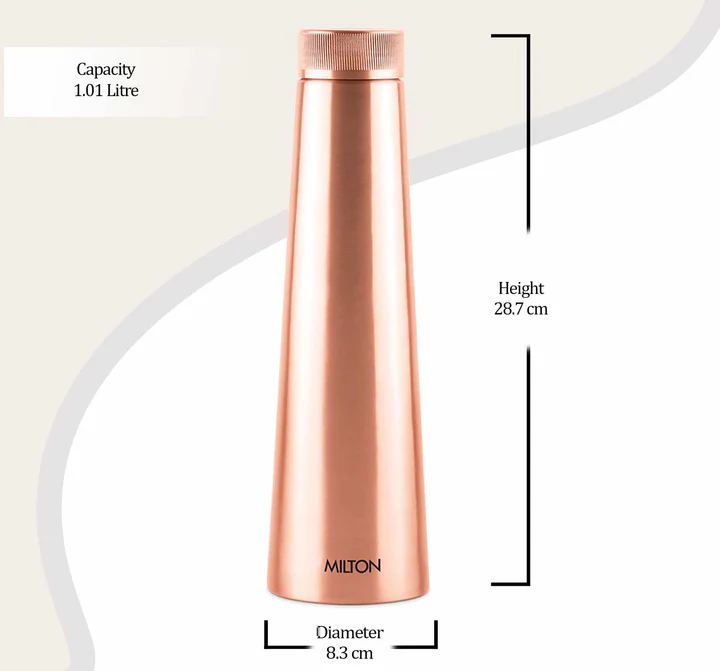 Capacity
1.01 Litre
Height
28.7 cm
MILTON
Diameter
8.3 cm